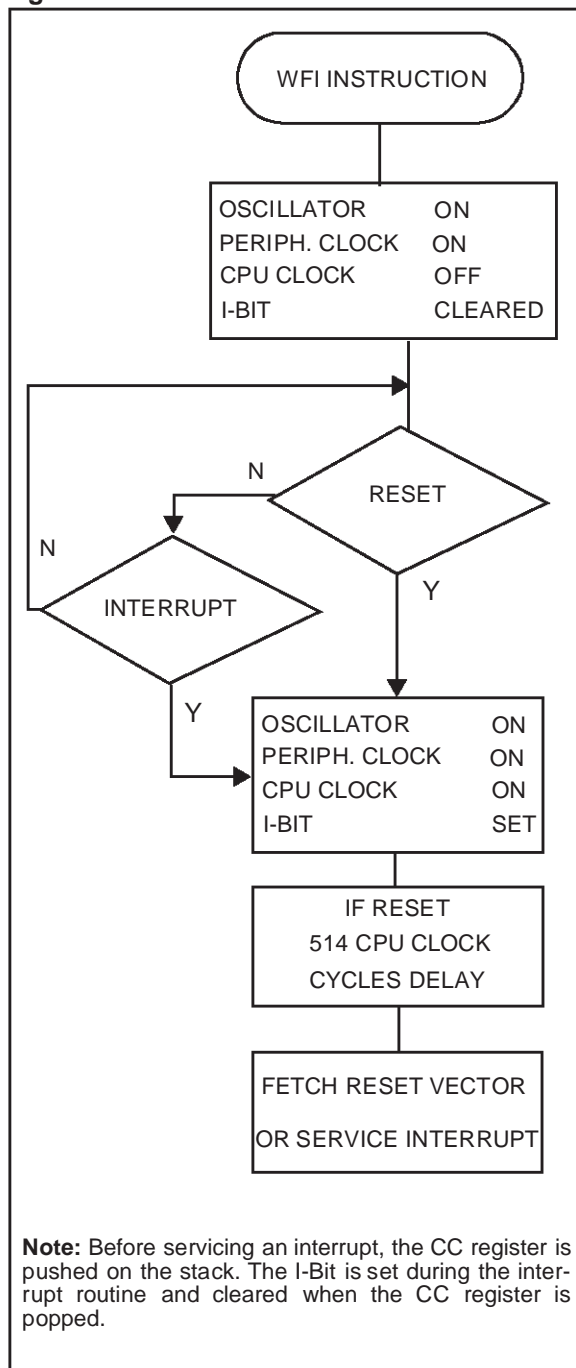 WFI INSTRUCTION
OSCILLATOR ON
PERIPH. CLOCK ON
CPU CLOCK OFF
I-BIT CLEARED
N
RESET
N
Y
INTERRUPT
Y
OSCILLATOR ON
PERIPH. CLOCK ON
CPU CLOCK ON
I-BIT SET
IF RESET
514 CPU CLOCK
CYCLES DELAY
FETCH RESET VECTOR
OR SERVICE INTERRUPT
Note: Before servicing an interrupt, the CC register is
pushed on the stack. The I-Bit is set during the inter-
rupt routine and cleared when the CC register is
popped.